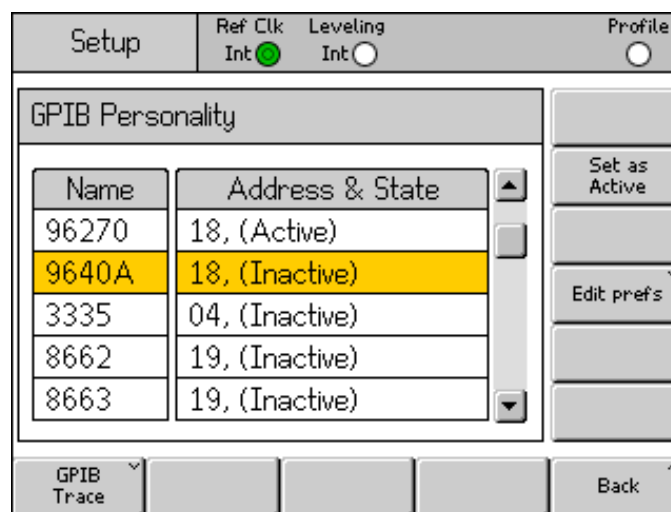 Setup
Ref Clk
Int
Leveling
Int
Profile
GPIB Personality
Name Address & State
96270 18, (Active)
9640A 18, (Inactive)
3335 04, (Inactive)
8662 19, (Inactive)
8663 19, (Inactive)
Set as
Active
Edit prefs
GPIB
Trace
Back